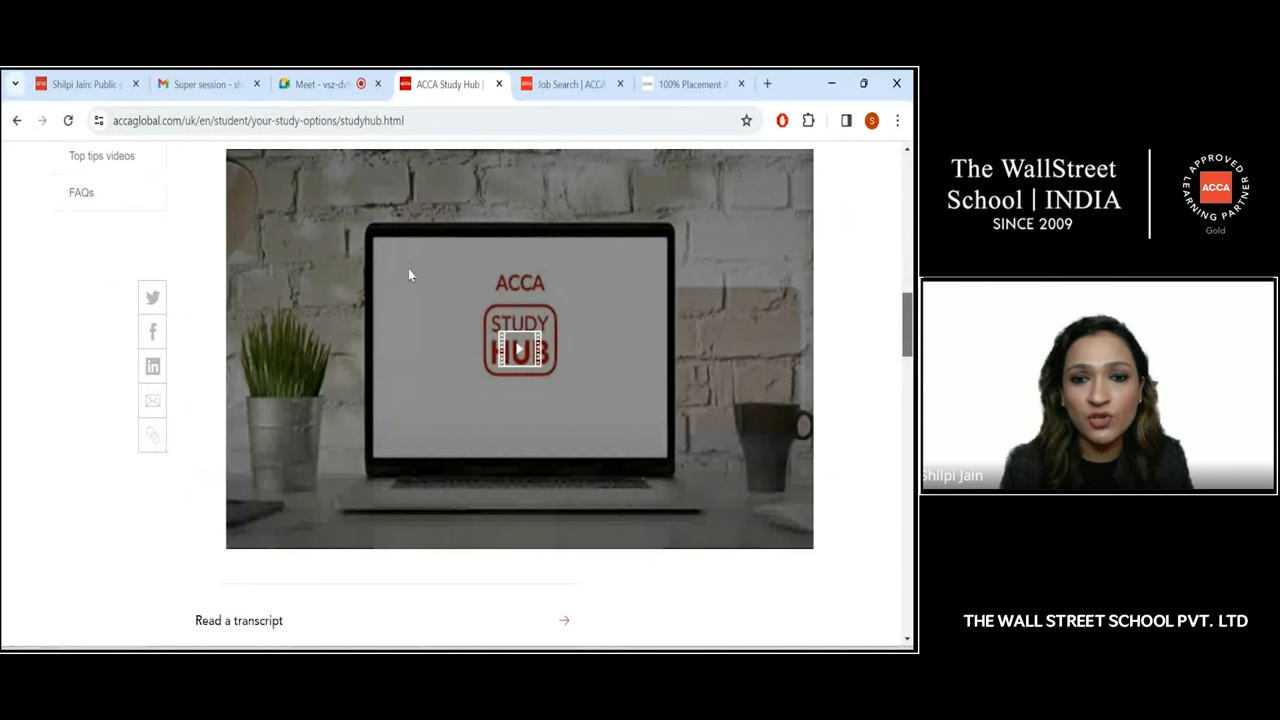 Shilpi Jain: Public
Super session - sh
Meet - vsz-dv
ACCA Study Hub |
Job Search | ACCA
100% Placement
accaglobal.com/uk/en/student/your-study-options/studyhub.html
Top tips videos
FAQs
ACCA
STUDY
HUB
Read a transcript
The WallStreet
School | INDIA
SINCE 2009
APPROVED
ACCA
LEARNING PARTNER
Gold
Shilpi Jain
THE WALL STREET SCHOOL PVT. LTD